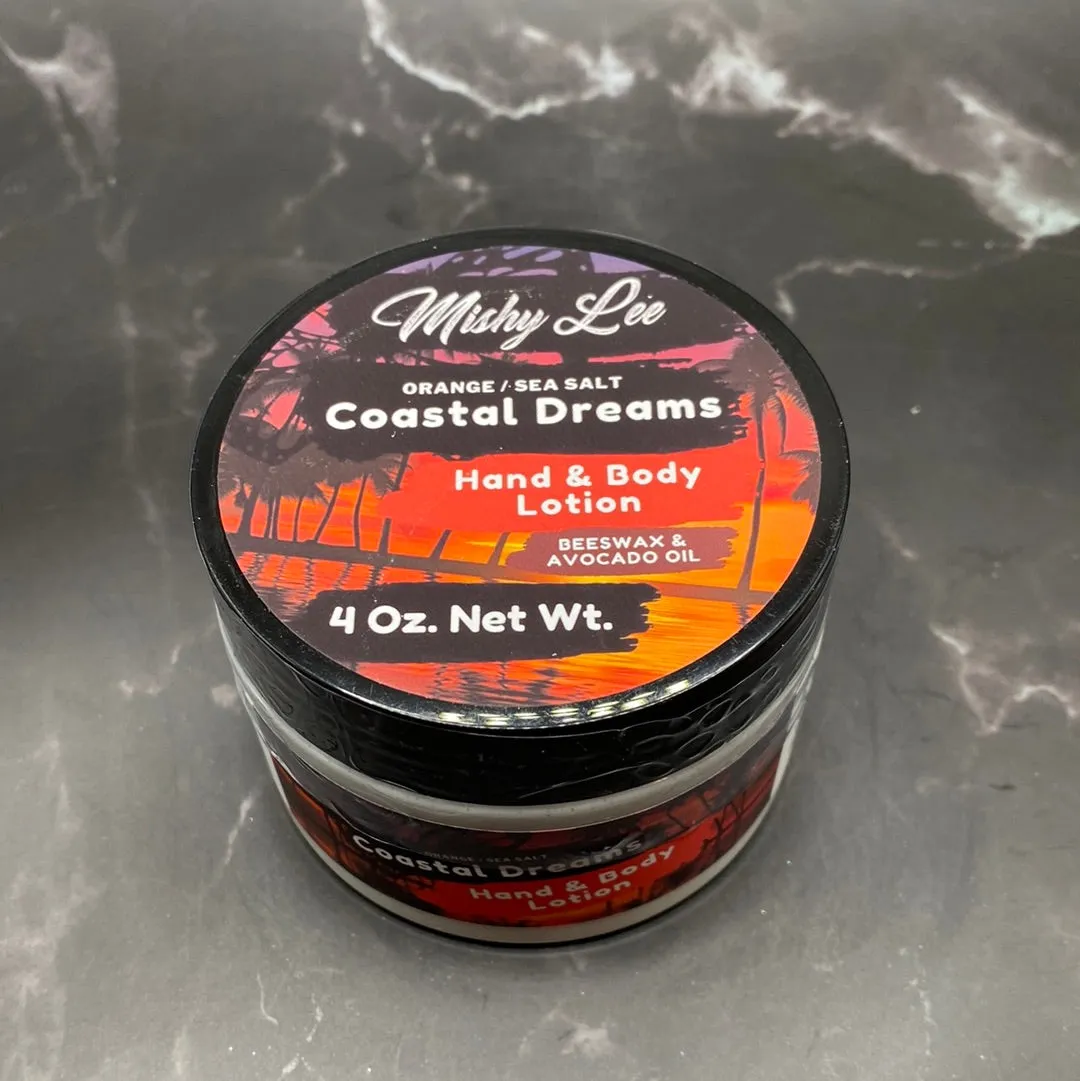 Mishy Lee
ORANGE / SEA SALT
Coastal Dreams
Hand & Body
Lotion
BEESWAX &
AVOCADO OIL
4 Oz. Net Wt.
ORANGE / SEA SALT
Coastal Dreams
Hand & Body
Lotion